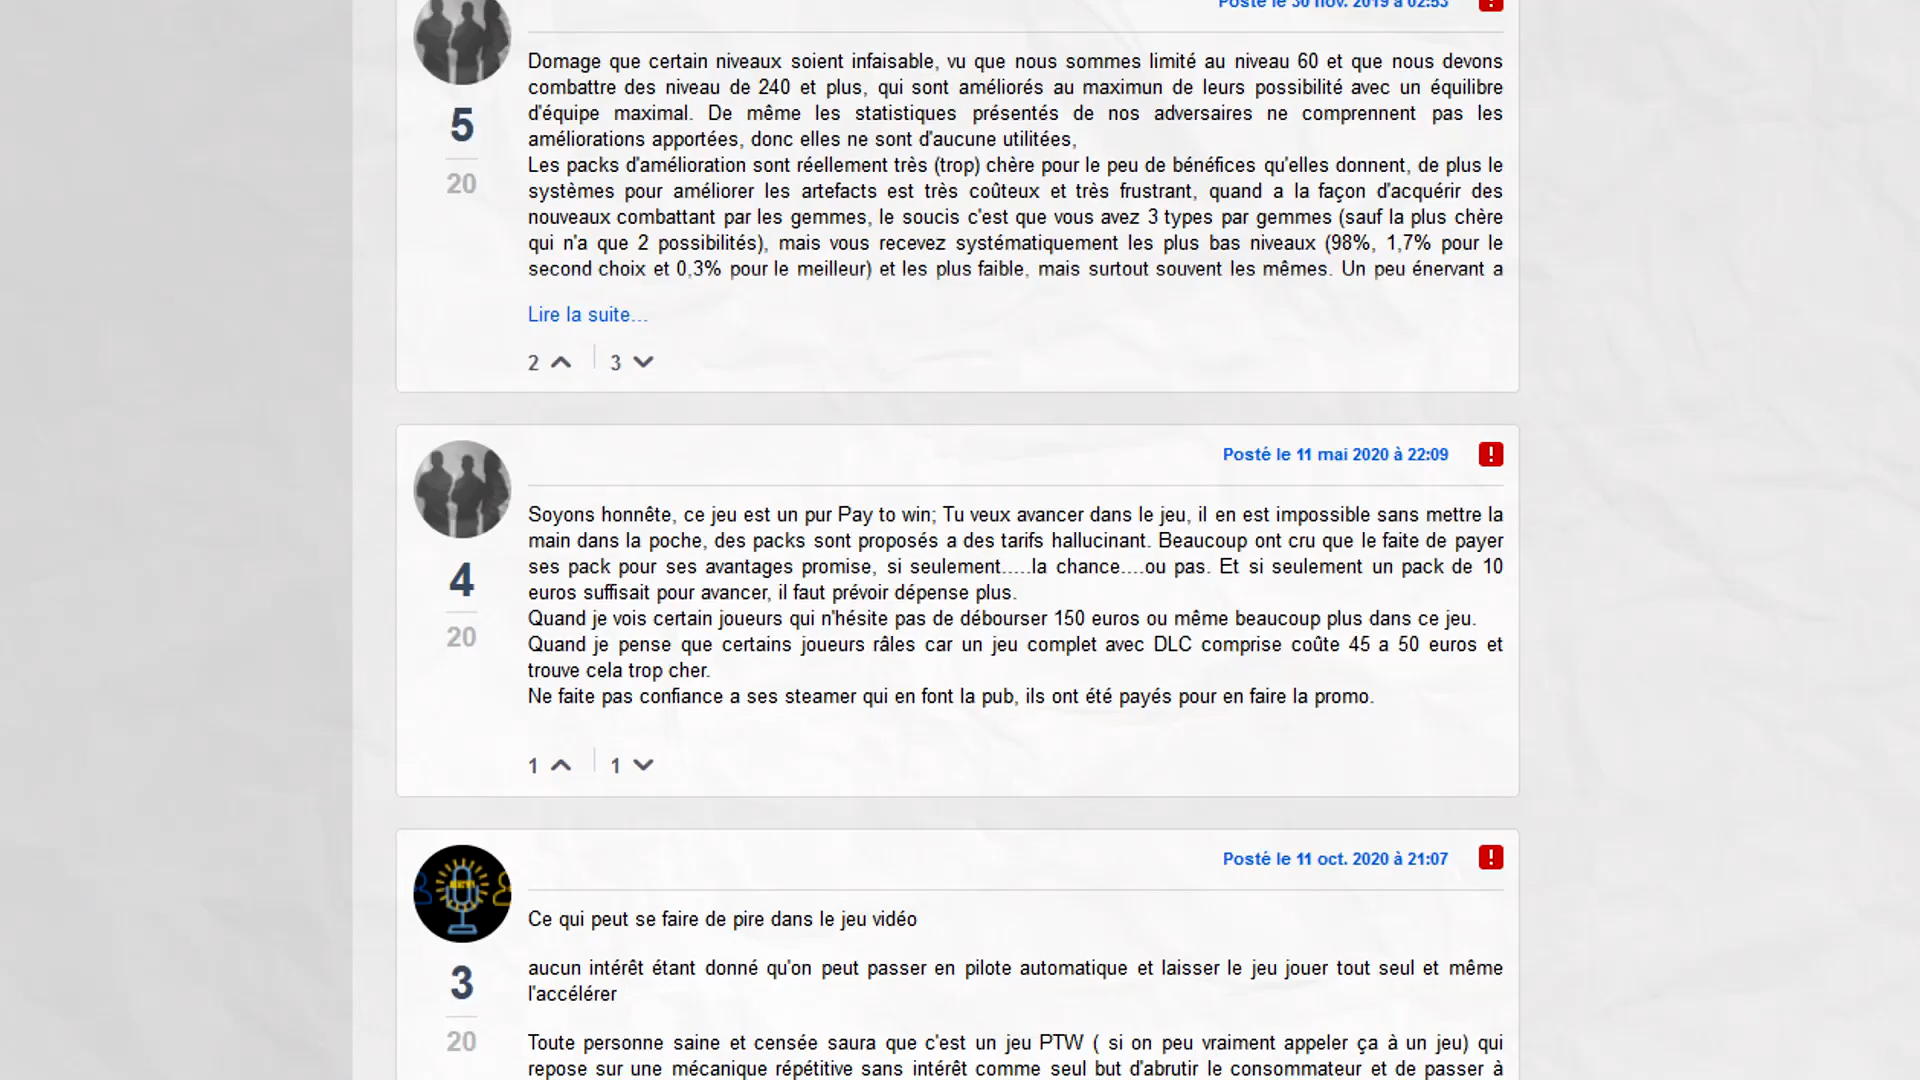 Posté le 30 nov. 2019 à 02:53
!
Domage que certain niveaux soient infaisable, vu que nous sommes limité au niveau 60 et que nous devons
combattre des niveau de 240 et plus, qui sont améliorés au maximun de leurs possibilité avec un équilibre
d'équipe maximal. De même les statistiques présentés de nos adversaires ne comprennent pas les
améliorations apportées, donc elles ne sont d'aucune utilitées,
Les packs d'amélioration sont réellement très (trop) chère pour le peu de bénéfices qu'elles donnent, de plus le
systèmes pour améliorer les artefacts est très coûteux et très frustrant, quand a la façon d'acquérir des
nouveaux combattant par les gemmes, le soucis c'est que vous avez 3 types par gemmes (sauf la plus chère
qui n'a que 2 possibilités), mais vous recevez systématiquement les plus bas niveaux (98%, 1,7% pour le
second choix et 0,3% pour le meilleur) et les plus faible, mais surtout souvent les mêmes. Un peu énervant a
5
20
Lire la suite...
2 3
Posté le 11 mai 2020 à 22:09
!
Soyons honnête, ce jeu est un pur Pay to win; Tu veux avancer dans le jeu, il en est impossible sans mettre la
main dans la poche, des packs sont proposés a des tarifs hallucinant. Beaucoup ont cru que le faite de payer
ses pack pour ses avantages promise, si seulement.....la chance....ou pas. Et si seulement un pack de 10
euros suffisait pour avancer, il faut prévoir dépense plus.
Quand je vois certain joueurs qui n'hésite pas de débourser 150 euros ou même beaucoup plus dans ce jeu.
Quand je pense que certains joueurs râles car un jeu complet avec DLC comprise coûte 45 a 50 euros et
trouve cela trop cher.
Ne faite pas confiance a ses steamer qui en font la pub, ils ont été payés pour en faire la promo.
4
20
1 1
Posté le 11 oct. 2020 à 21:07
!
Ce qui peut se faire de pire dans le jeu vidéo
aucun intérêt étant donné qu'on peut passer en pilote automatique et laisser le jeu jouer tout seul et même
l'accélérer
3
20
Toute personne saine et censée saura que c'est un jeu PTW ( si on peu vraiment appeler ça à un jeu) qui
repose sur une mécanique répétitive sans intérêt comme seul but d'abrutir le consommateur et de passer à